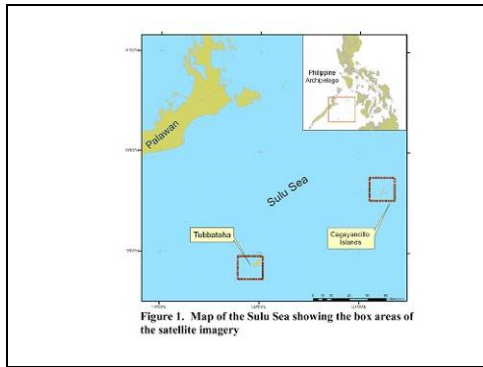 Philippine
Archipelago
Palawan
Sulu Sea
Cagayancillo
Islands
Tubbataha
Figure 1. Map of the Sulu Sea showing the box areas of
the satellite imagery